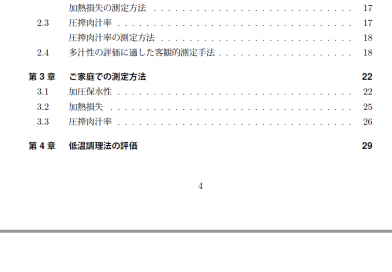 加熱損失の測定方法 . . . . . . . . . . . . . . . . . . . . . . 17
2.3 圧搾肉汁率 . . . . . . . . . . . . . . . . . . . . . . . . . . 17
圧搾肉汁率の測定方法 . . . . . . . . . . . . . . . . . . . . . 18
2.4 多汁性の評価に適した客観的測定手法 . . . . . . . . . . . . . . 18
第 3 章 ご家庭での測定方法 22
3.1 加圧保水性 . . . . . . . . . . . . . . . . . . . . . . . . . . 22
3.2 加熱損失 . . . . . . . . . . . . . . . . . . . . . . . . . . . 25
3.3 圧搾肉汁率 . . . . . . . . . . . . . . . . . . . . . . . . . . 26
第 4 章 低温調理法の評価 29
4